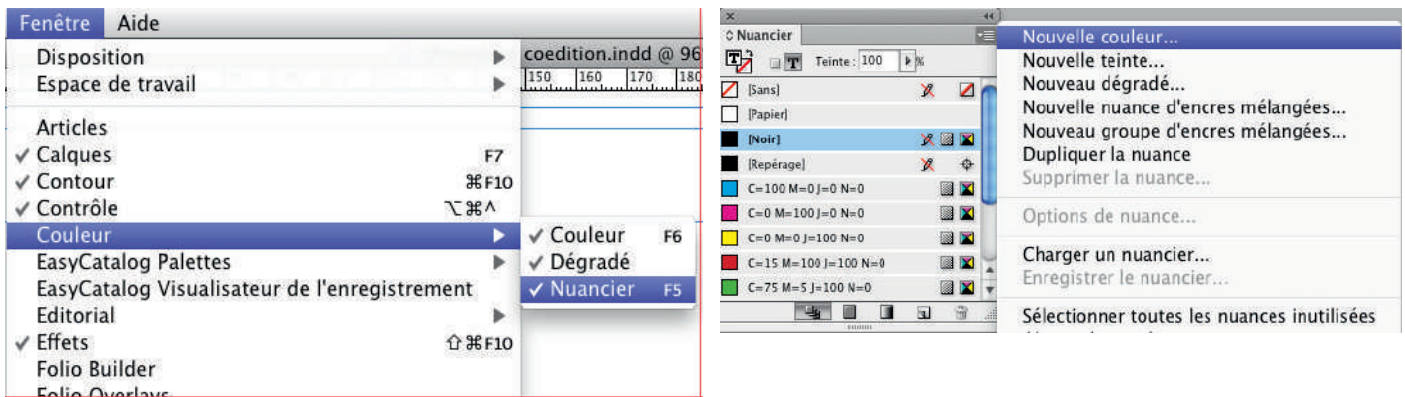 Fenêtre Aide
Disposition
Espace de travail
Articles
✓ Calques F7
✓ Contour ⌘F10
✓ Contrôle ⌥⌘^
Couleur
EasyCatalog Palettes
EasyCatalog Visualisateur de l'enregistrement
Editorial
✓ Effets ⇧⌘F10
Folio Builder
Folio Overlays
coedition.indd @ 96
150 160 170 180
✓ Couleur F6
✓ Dégradé
✓ Nuancier F5
Nuancier
T T Teinte : 100 %
[Sans]
[Papier]
[Noir]
[Repérage]
C=100 M=0 J=0 N=0
C=0 M=100 J=0 N=0
C=0 M=0 J=100 N=0
C=15 M=100 J=100 N=0
C=75 M=5 J=100 N=0
Nouvelle couleur...
Nouvelle teinte...
Nouveau dégradé...
Nouvelle nuance d'encres mélangées...
Nouveau groupe d'encres mélangées...
Dupliquer la nuance
Supprimer la nuance...
Options de nuance...
Charger un nuancier...
Enregistrer le nuancier...
Sélectionner toutes les nuances inutilisées